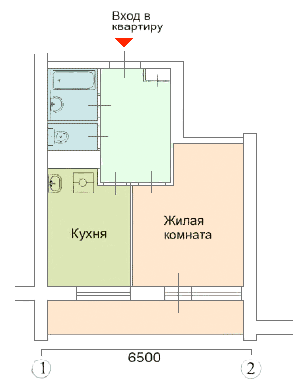 Вход в
квартиру
Кухня
Жилая
комната
6500
1
2